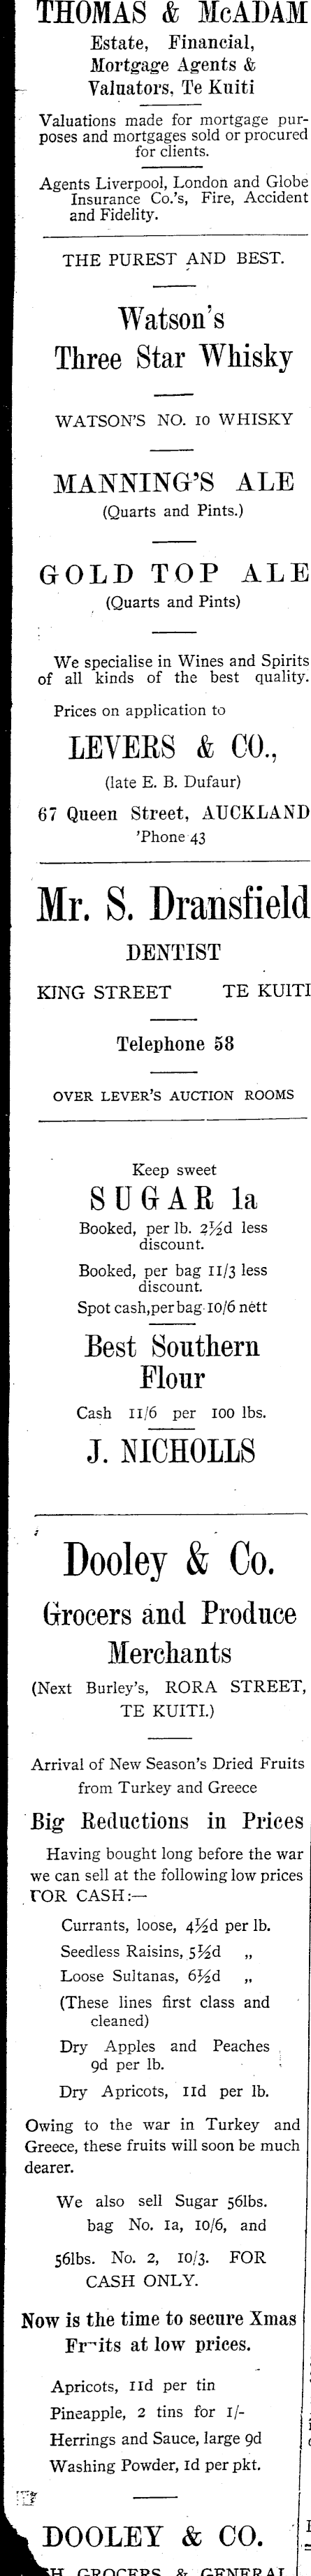 THOMAS & McADAM
Estate, Financial,
Mortgage Agents &
Valuators, Te Kuiti
Valuations made for mortgage pur-
poses and mortgages sold or procured
for clients.
Agents Liverpool, London and Globe
Insurance Co.'s, Fire, Accident
and Fidelity.
THE PUREST AND BEST.
Watson's
Three Star Whisky
WATSON'S NO. 10 WHISKY
MANNING'S ALE
(Quarts and Pints.)
GOLD TOP ALE
(Quarts and Pints)
We specialise in Wines and Spirits
of all kinds of the best quality.
Prices on application to
LEVERS & CO.,
(late E. B. Dufaur)
67 Queen Street, AUCKLAND
'Phone 43
Mr. S. Dransfield
DENTIST
KING STREET TE KUITI
Telephone 58
OVER LEVER'S AUCTION ROOMS
Keep sweet
SUGAR 1a
Booked, per lb. 2½d less
discount.
Booked, per bag 11/3 less
discount.
Spot cash, per bag 10/6 nett
Best Southern
Flour
Cash 11/6 per 100 lbs.
J. NICHOLLS
Dooley & Co.
Grocers and Produce
Merchants
(Next Burley's, RORA STREET,
TE KUITI.)
Arrival of New Season's Dried Fruits
from Turkey and Greece
Big Reductions in Prices
Having bought long before the war
we can sell at the following low prices
FOR CASH:—
Currants, loose, 4½d per lb.
Seedless Raisins, 5½d „
Loose Sultanas, 6½d „
(These lines first class and
cleaned)
Dry Apples and Peaches
9d per lb.
Dry Apricots, 11d per lb.
Owing to the war in Turkey and
Greece, these fruits will soon be much
dearer.
We also sell Sugar 56lbs.
bag No. 1a, 10/6, and
56lbs. No. 2, 10/3. FOR
CASH ONLY.
Now is the time to secure Xmas
Fruits at low prices.
Apricots, 11d per tin
Pineapple, 2 tins for 1/-
Herrings and Sauce, large 9d
Washing Powder, 1d per pkt.
DOOLEY & CO.
GROCERS & GENERAL